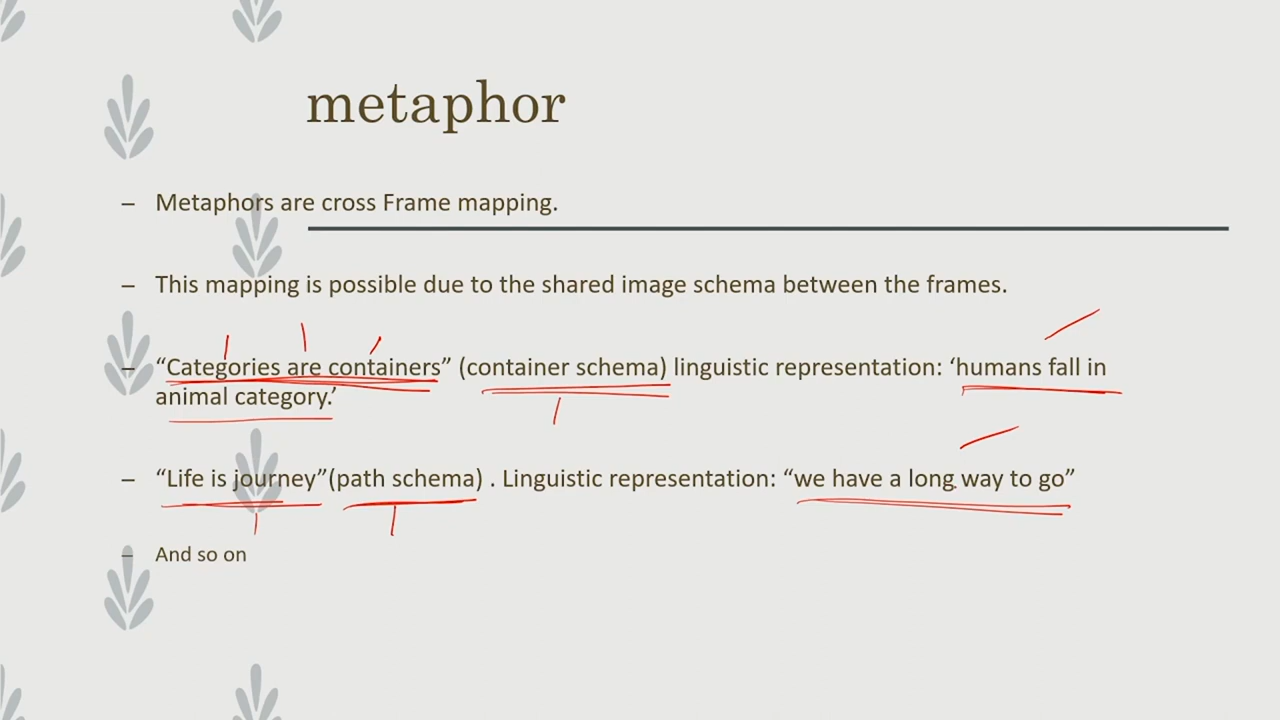 metaphor
– Metaphors are cross Frame mapping.
– This mapping is possible due to the shared image schema between the frames.
– “Categories are containers” (container schema) linguistic representation: ‘humans fall in
animal category.’
– “Life is journey”(path schema) . Linguistic representation: “we have a long way to go”
– And so on